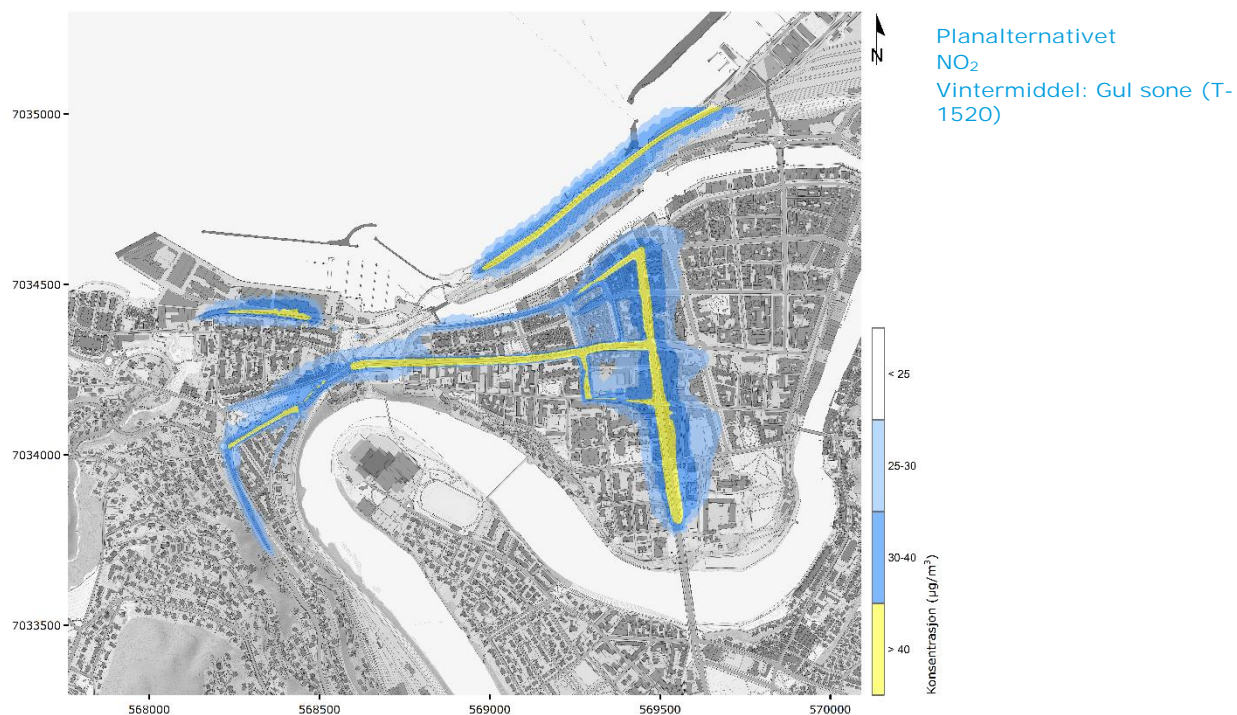 Planalternativet
NO₂
Vintermiddel: Gul sone (T-
1520)
N
7035000
7034500
7034000
7033500
568000
568500
569000
569500
570000
< 25
25-30
30-40
> 40
Konsentrasjon (µg/m³)